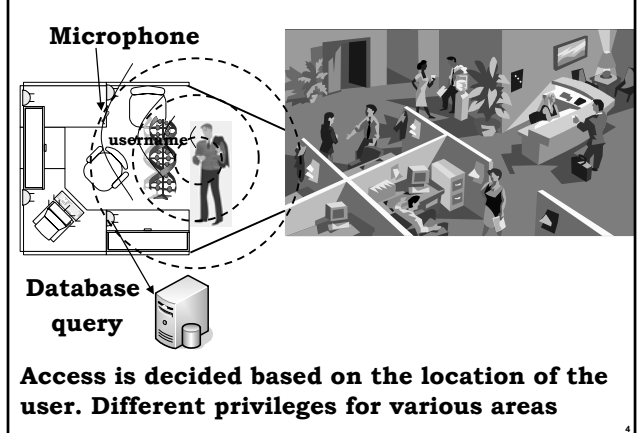 Microphone
username
Database
query
Access is decided based on the location of the
user. Different privileges for various areas
4